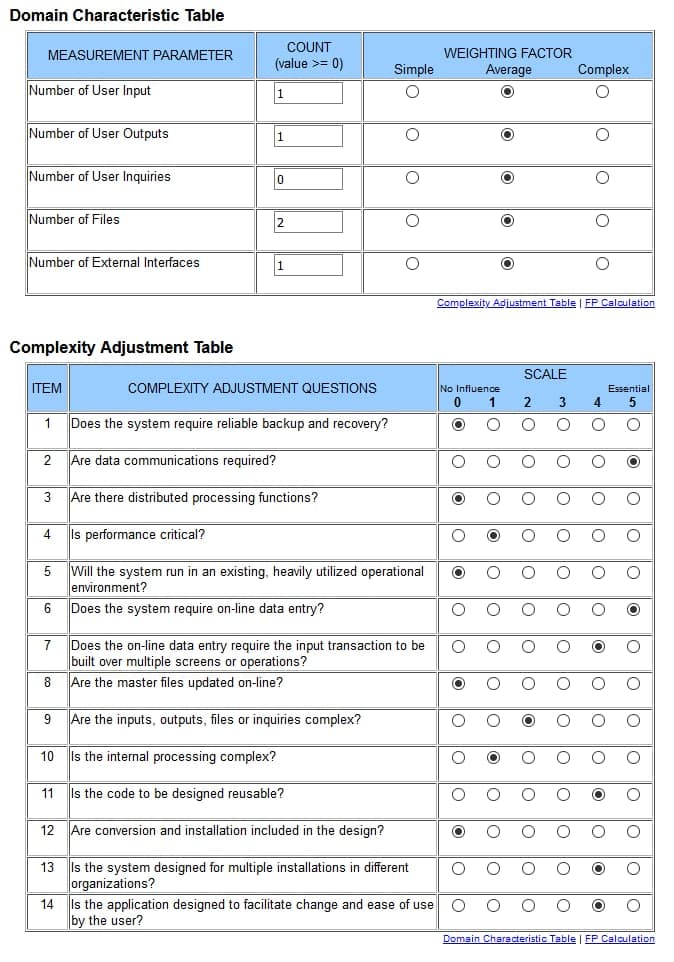 Domain Characteristic Table
MEASUREMENT PARAMETER
COUNT
(value >= 0)
WEIGHTING FACTOR
Simple Average Complex
Number of User Input 1
Number of User Outputs 1
Number of User Inquiries 0
Number of Files 2
Number of External Interfaces 1
Complexity Adjustment Table | FP Calculation
Complexity Adjustment Table
ITEM
COMPLEXITY ADJUSTMENT QUESTIONS
SCALE
No Influence Essential
0 1 2 3 4 5
1 Does the system require reliable backup and recovery?
2 Are data communications required?
3 Are there distributed processing functions?
4 Is performance critical?
5 Will the system run in an existing, heavily utilized operational
environment?
6 Does the system require on-line data entry?
7 Does the on-line data entry require the input transaction to be
built over multiple screens or operations?
8 Are the master files updated on-line?
9 Are the inputs, outputs, files or inquiries complex?
10 Is the internal processing complex?
11 Is the code to be designed reusable?
12 Are conversion and installation included in the design?
13 Is the system designed for multiple installations in different
organizations?
14 Is the application designed to facilitate change and ease of use
by the user?
Domain Characteristic Table | FP Calculation